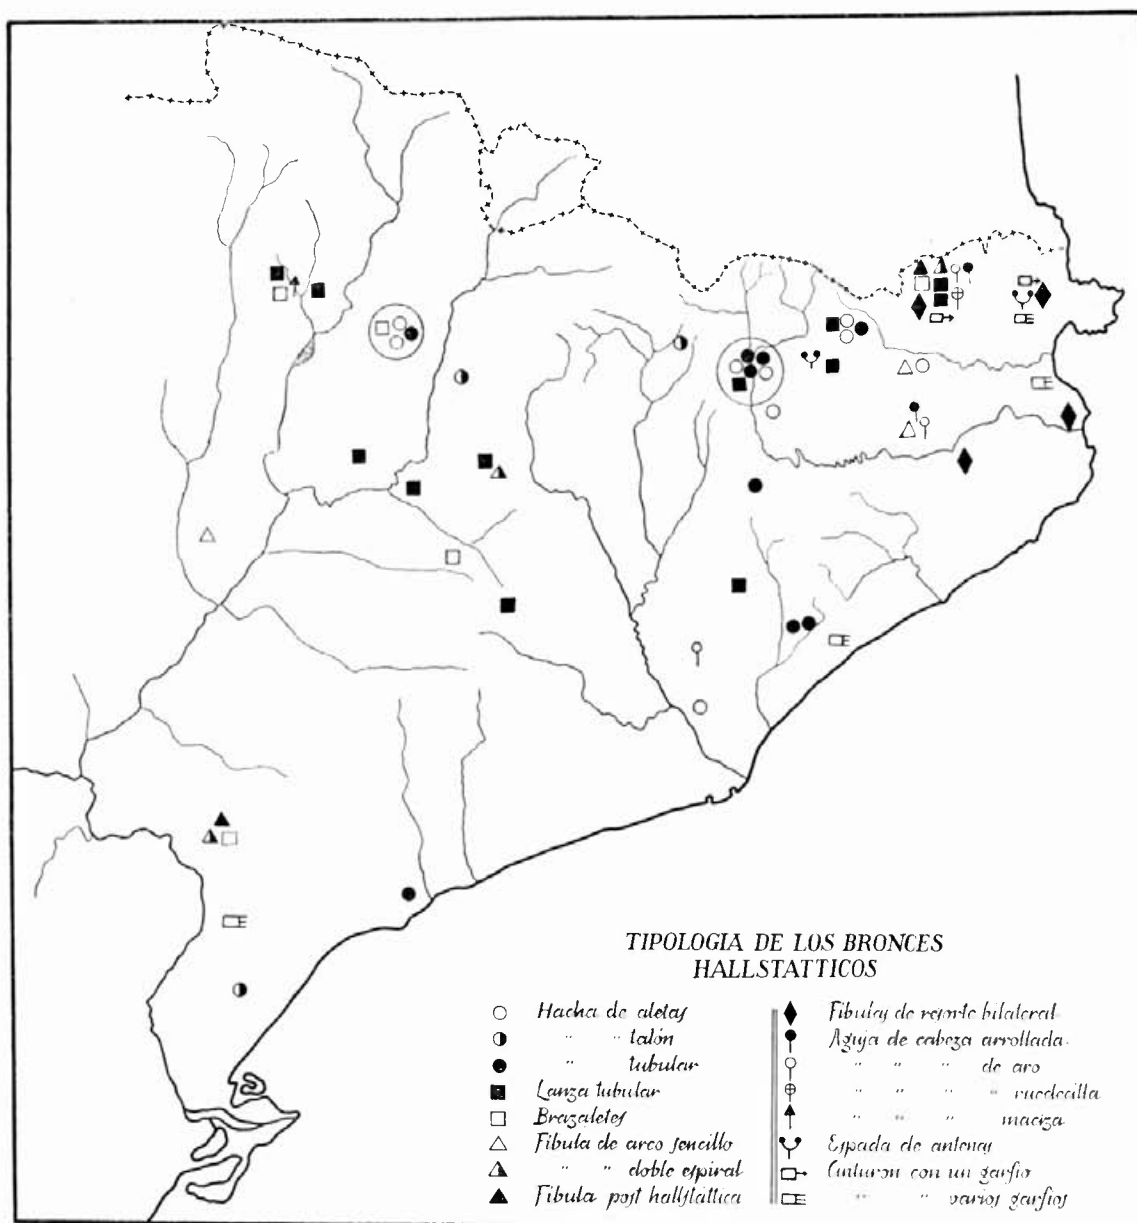 TIPOLOGIA DE LOS BRONCES
HALLSTATTICOS
Hacha de aletas
" " talón
" tubular
Lanza tubular
Brazaletes
Fibula de arco sencillo
" " doble espiral
Fibula post hallstáttica
Fibulas de resorte bilateral
Aguja de cabeza arrollada
" " " de aro
" " " " ruedecilla
" " " maciza
Espada de antenas
Cinturon con un garfio
" " varios garfios